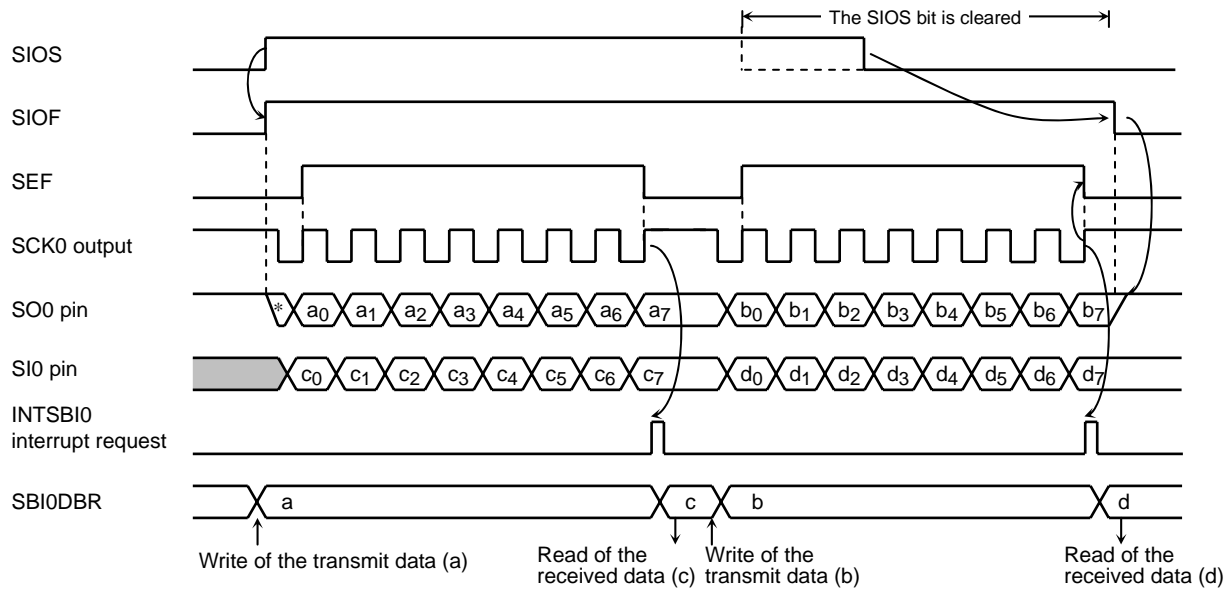 The SIOS bit is cleared
SIOS
SIOF
SEF
SCK0 output
SO0 pin
* a0 a1 a2 a3 a4 a5 a6 a7 b0 b1 b2 b3 b4 b5 b6 b7
SI0 pin
c0 c1 c2 c3 c4 c5 c6 c7 d0 d1 d2 d3 d4 d5 d6 d7
INTSBI0
interrupt request
SBI0DBR
a c b d
Write of the transmit data (a)
Read of the
received data (c)
Write of the
transmit data (b)
Read of the
received data (d)